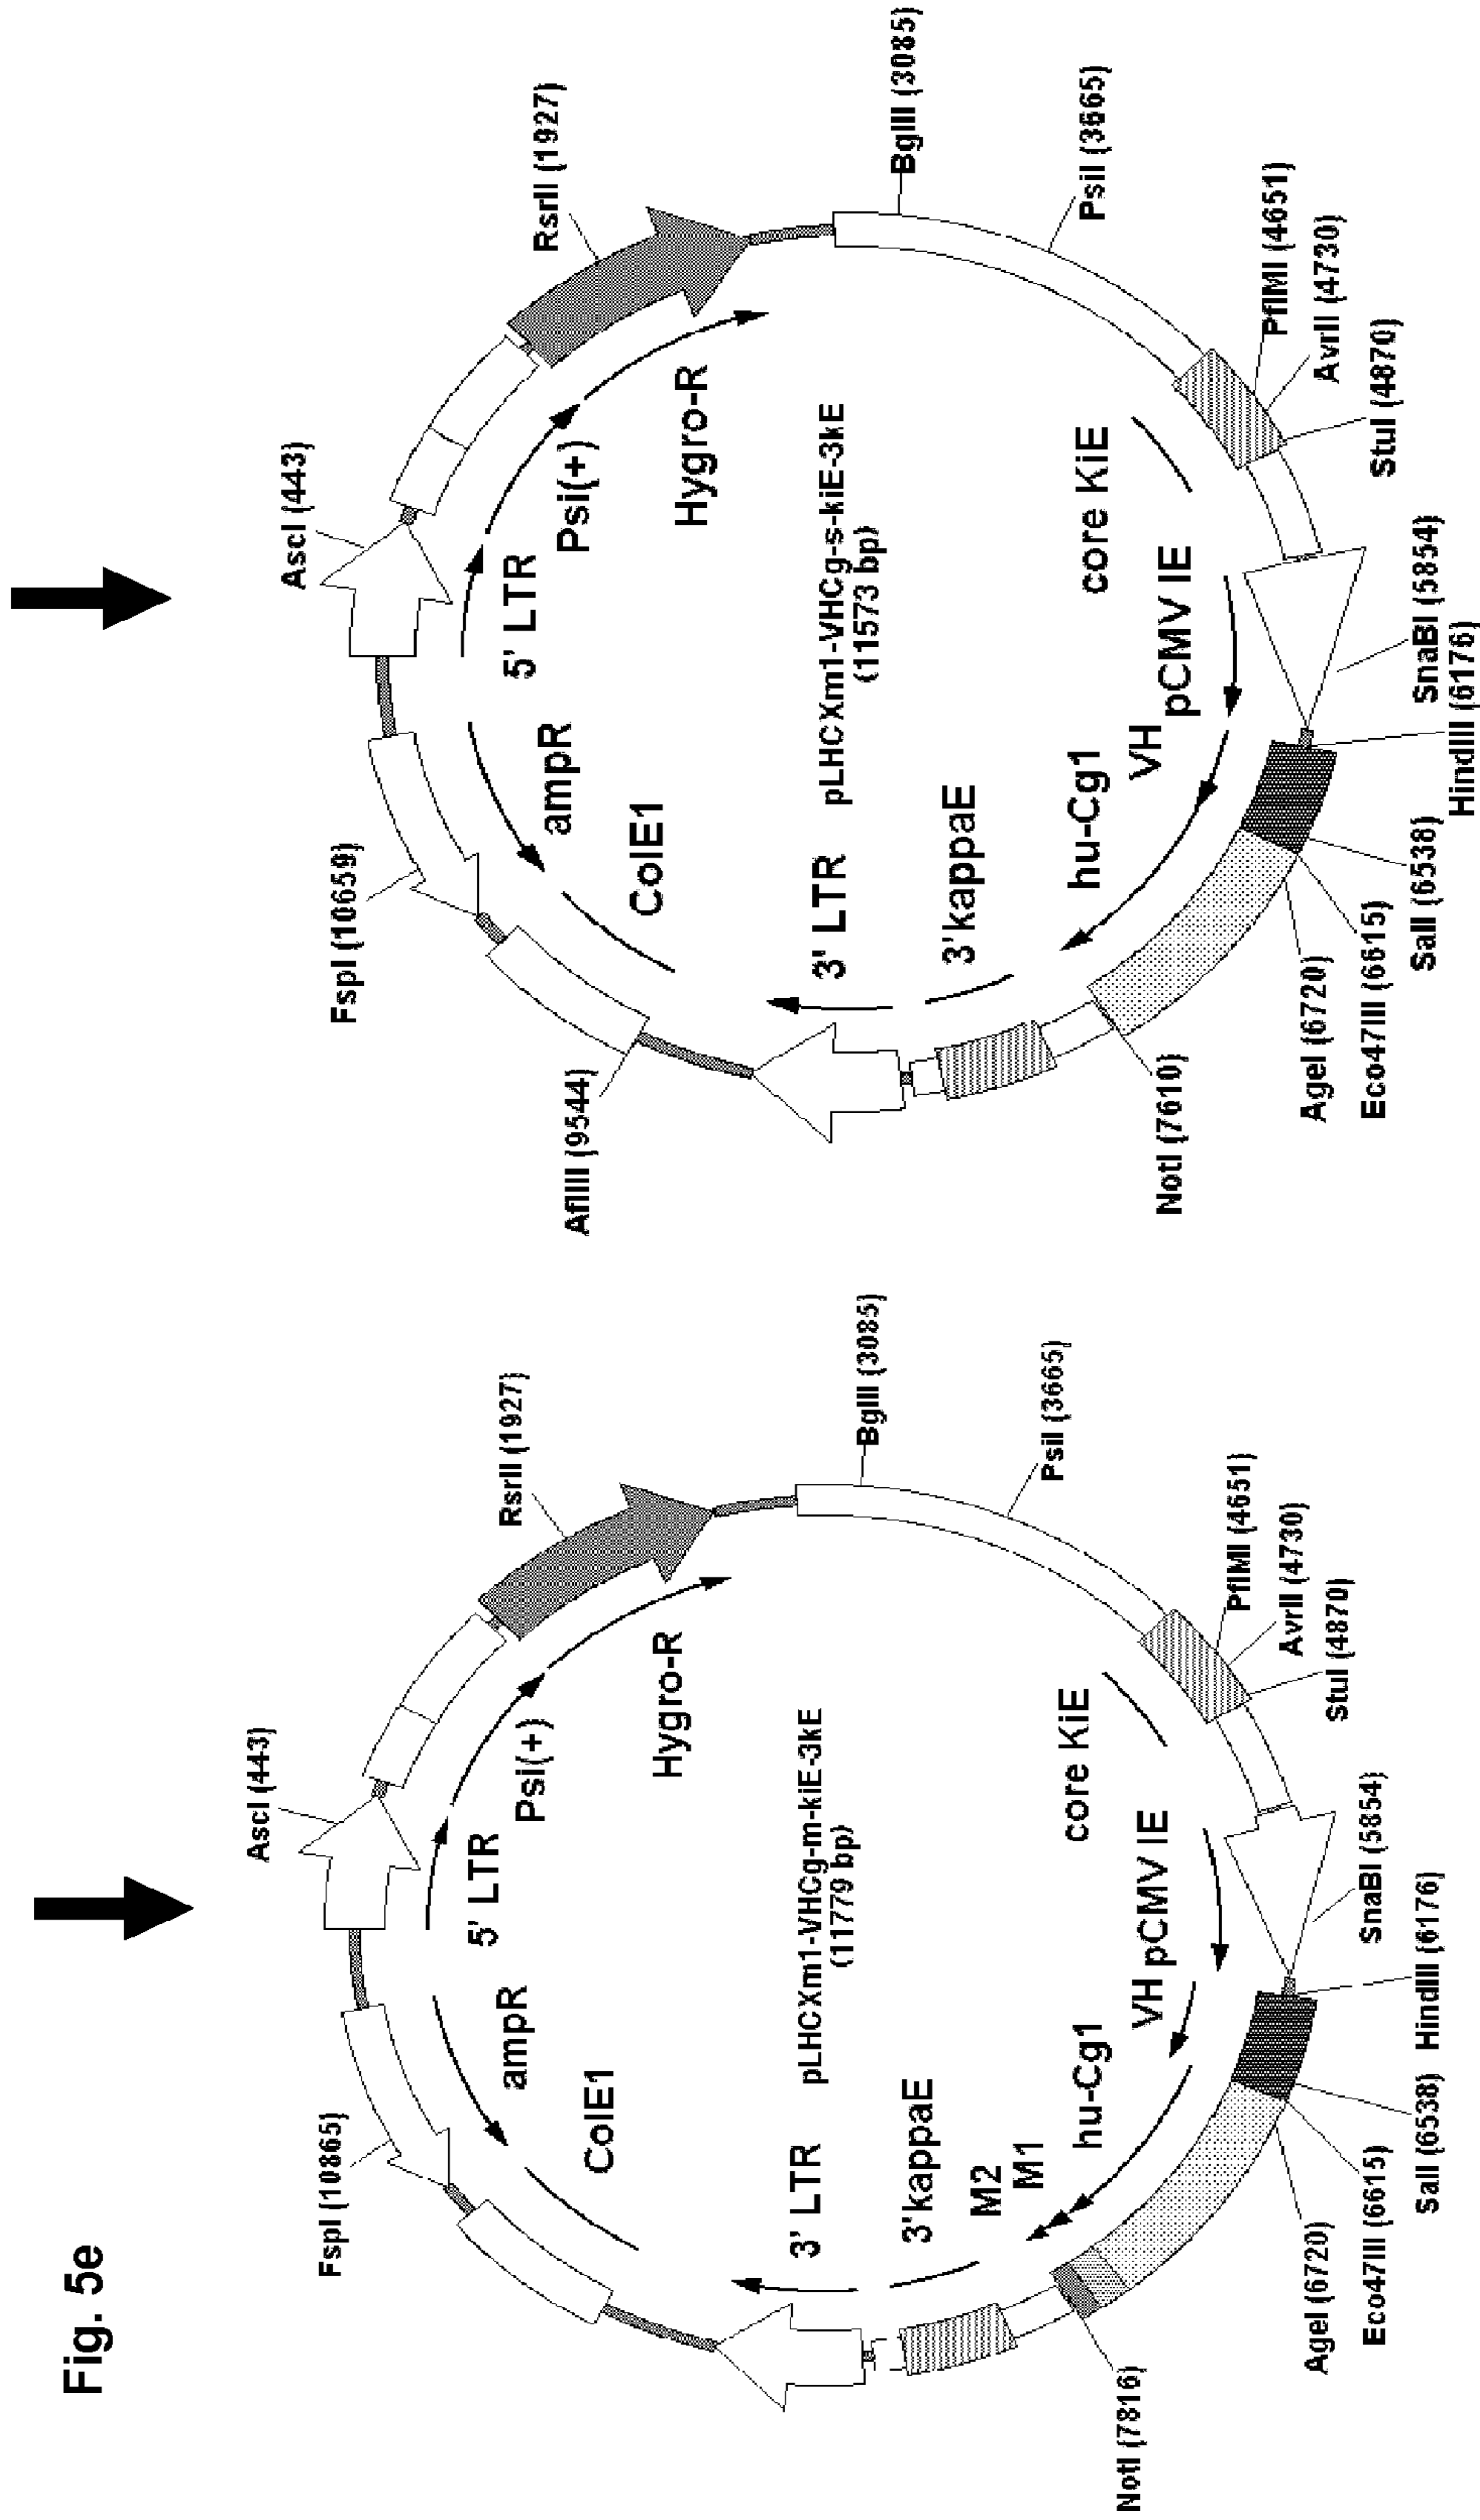 Fig. 5e
FspI (10865)
AscI (443)
RsrII (1927)
BglII (3085)
PsiI (3665)
PflMI (4651)
AvrII (4730)
StuI (4870)
SnaBI (5854)
HindIII (6176)
SalI (6538)
Eco47III (6615)
AgeI (6720)
NotI (7816)
ampR
5' LTR
Psi(+)
Hygro-R
ColE1
pLHCXm1-VHCg-m-kiE-3kE
(11779 bp)
core KiE
pCMV IE
VH
hu-Cg1
M1
M2
3'kappaE
3' LTR
FspI (10659)
AscI (443)
RsrII (1927)
BglII (3085)
PsiI (3665)
PflMI (4651)
AvrII (4730)
StuI (4870)
SnaBI (5854)
HindIII (6176)
SalI (6538)
Eco47III (6615)
AgeI (6720)
NotI (7610)
AflIII (9544)
ampR
5' LTR
Psi(+)
Hygro-R
ColE1
pLHCXm1-VHCg-s-kiE-3kE
(11573 bp)
core KiE
pCMV IE
VH
hu-Cg1
3'kappaE
3' LTR